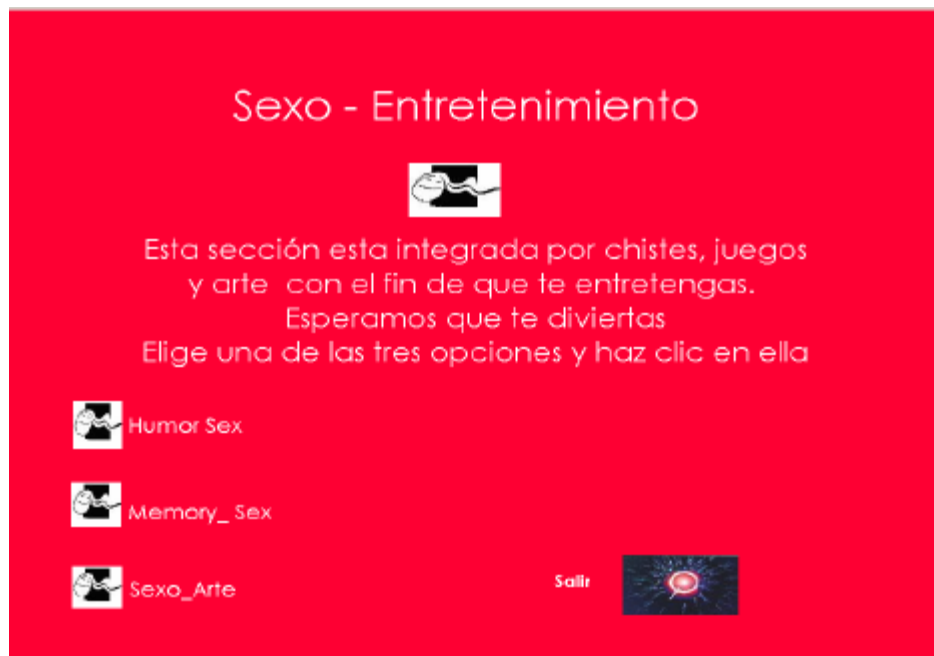 Sexo - Entretenimiento
Esta sección esta integrada por chistes, juegos
y arte  con el fin de que te entretengas.
Esperamos que te diviertas
Elige una de las tres opciones y haz clic en ella
Humor Sex
Memory_ Sex
Sexo_Arte
Salir